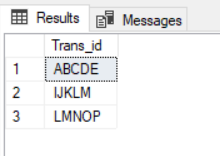 Results Messages
Trans_id
1 ABCDE
2 IJKLM
3 LMNOP